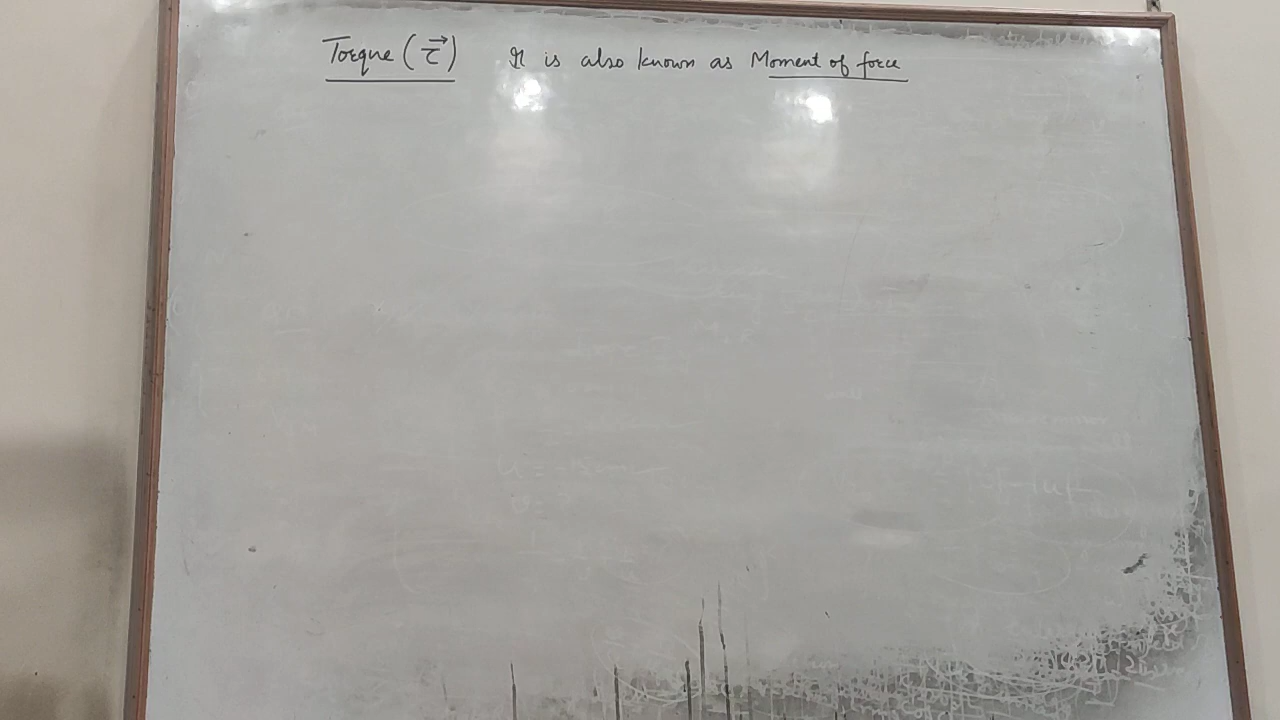 Torque (τ⃗) It is also known as Moment of force